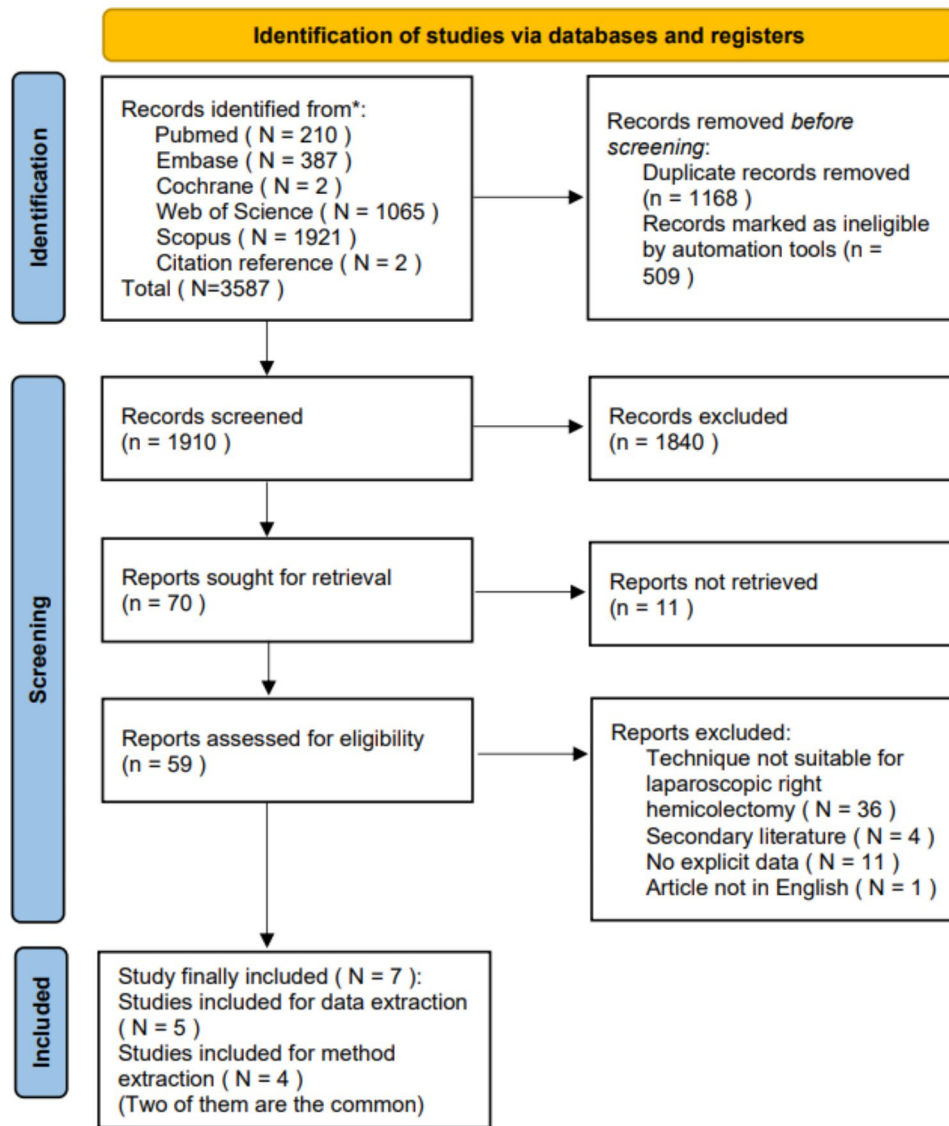 Identification of studies via databases and registers
Identification
Records identified from*:
Pubmed ( N = 210 )
Embase ( N = 387 )
Cochrane ( N = 2 )
Web of Science ( N = 1065 )
Scopus ( N = 1921 )
Citation reference ( N = 2 )
Total ( N=3587 )
Records removed before
screening:
Duplicate records removed
(n = 1168 )
Records marked as ineligible
by automation tools (n =
509 )
Screening
Records screened
(n = 1910 )
Records excluded
(n = 1840 )
Reports sought for retrieval
(n = 70 )
Reports not retrieved
(n = 11 )
Reports assessed for eligibility
(n = 59 )
Reports excluded:
Technique not suitable for
laparoscopic right
hemicolectomy ( N = 36 )
Secondary literature ( N = 4 )
No explicit data ( N = 11 )
Article not in English ( N = 1 )
Included
Study finally included ( N = 7 ):
Studies included for data extraction
( N = 5 )
Studies included for method
extraction ( N = 4 )
(Two of them are the common)